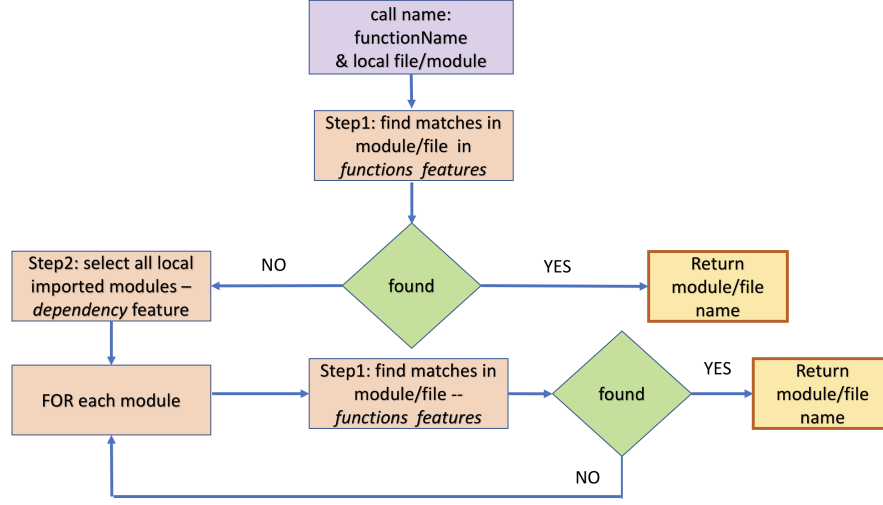 call name:
functionName
& local file/module
Step1: find matches in
module/file in
functions features
NO
YES
found
Step2: select all local
imported modules –
dependency feature
Return
module/file
name
FOR each module
Step1: find matches in
module/file --
functions features
found
YES
Return
module/file
name
NO